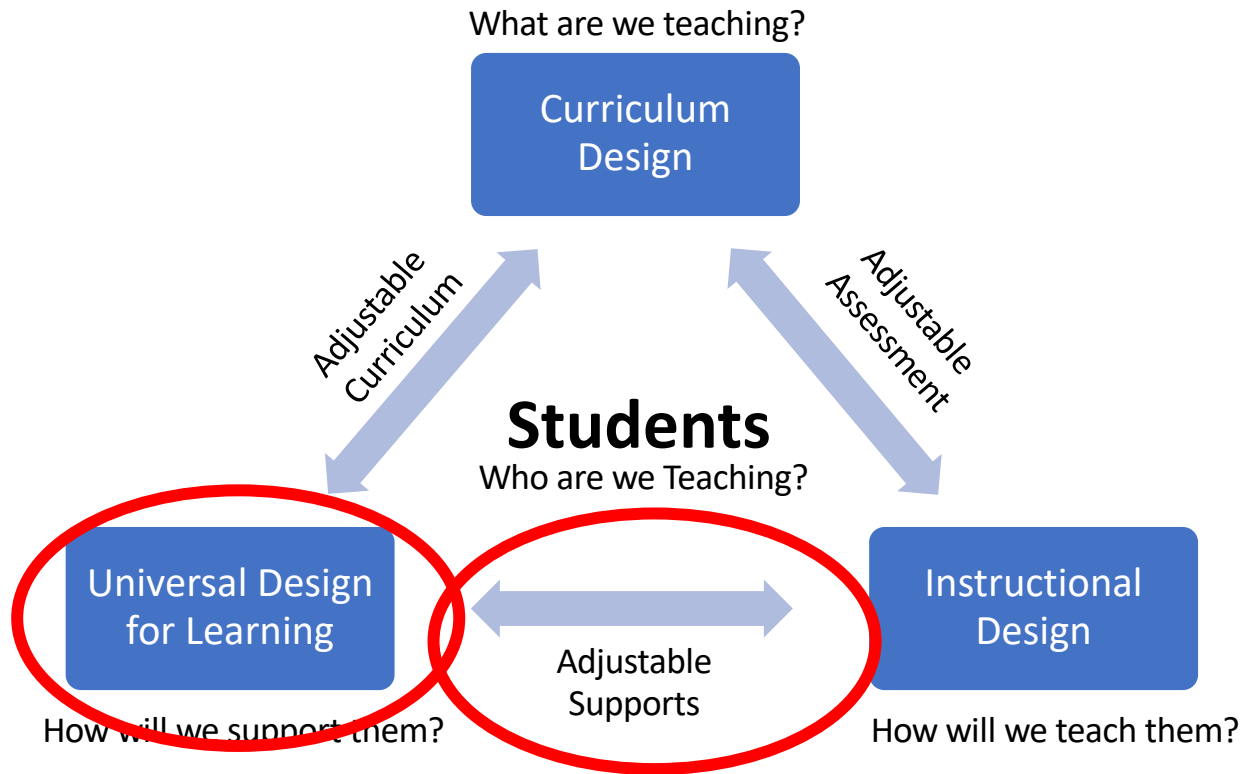 What are we teaching?
Curriculum
Design
Adjustable
Curriculum
Adjustable
Assessment
Students
Who are we Teaching?
Universal Design
for Learning
Adjustable
Supports
Instructional
Design
How will we support them?
How will we teach them?